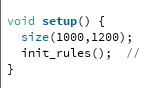 void setup() {
  size(1000,1200);
  init_rules();  //
}